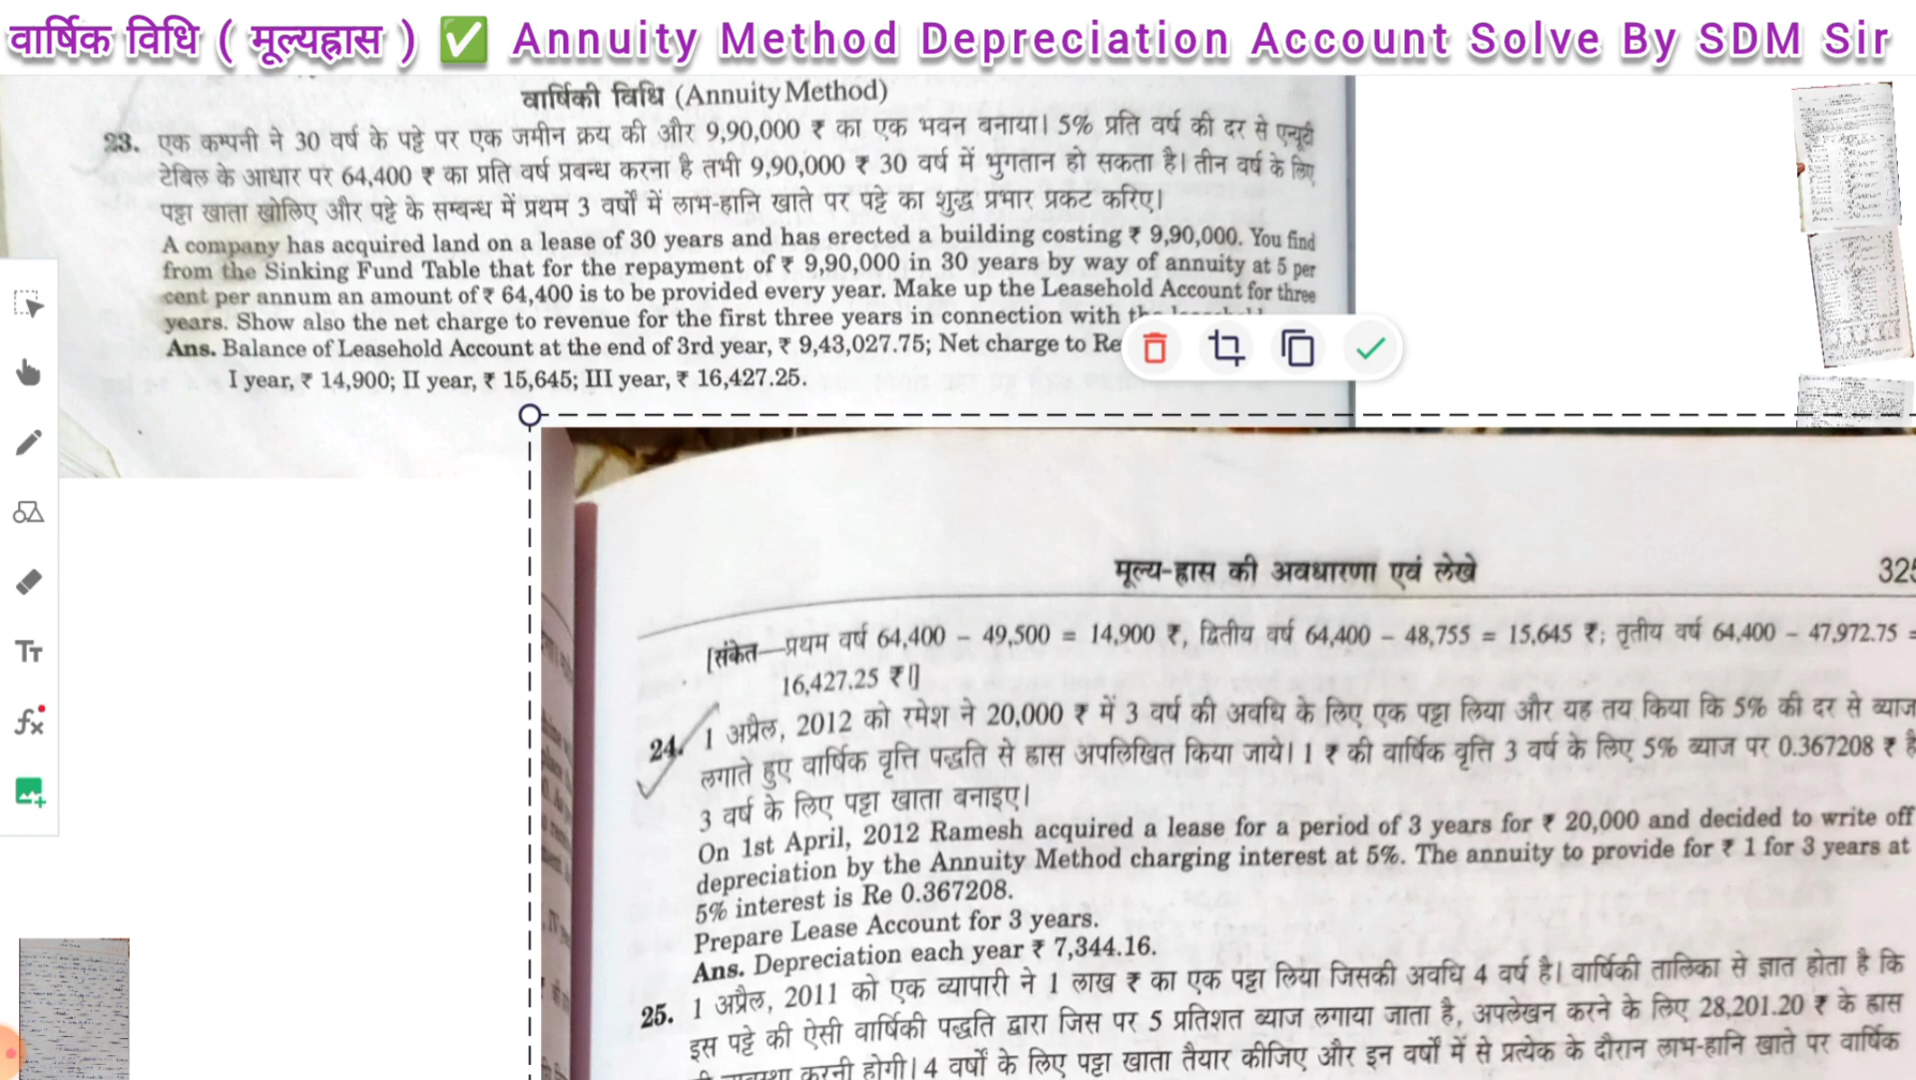 वार्षिक विधि ( मूल्यह्रास ) ✅ Annuity Method Depreciation Account Solve By SDM Sir
वार्षिकी विधि (Annuity Method)
23. एक कम्पनी ने 30 वर्ष के पट्टे पर एक जमीन क्रय की और 9,90,000 ₹ का एक भवन बनाया। 5% प्रति वर्ष की दर से एन्यूटी
टेबिल के आधार पर 64,400 ₹ का प्रति वर्ष प्रबन्ध करना है तभी 9,90,000 ₹ 30 वर्ष में भुगतान हो सकता है। तीन वर्ष के लिए
पट्टा खाता खोलिए और पट्टे के सम्बन्ध में प्रथम 3 वर्षों में लाभ-हानि खाते पर पट्टे का शुद्ध प्रभार प्रकट करिए।
A company has acquired land on a lease of 30 years and has erected a building costing ₹ 9,90,000. You find
from the Sinking Fund Table that for the repayment of ₹ 9,90,000 in 30 years by way of annuity at 5 per
cent per annum an amount of ₹ 64,400 is to be provided every year. Make up the Leasehold Account for three
years. Show also the net charge to revenue for the first three years in connection with
Ans. Balance of Leasehold Account at the end of 3rd year, ₹ 9,43,027.75; Net charge to Re
I year, ₹ 14,900; II year, ₹ 15,645; III year, ₹ 16,427.25.
मूल्य-ह्रास की अवधारणा एवं लेखे 325
[संकेत—प्रथम वर्ष 64,400 - 49,500 = 14,900 ₹, द्वितीय वर्ष 64,400 - 48,755 = 15,645 ₹; तृतीय वर्ष 64,400 - 47,972.75 =
16,427.25 ₹।]
24. 1 अप्रैल, 2012 को रमेश ने 20,000 ₹ में 3 वर्ष की अवधि के लिए एक पट्टा लिया और यह तय किया कि 5% की दर से ब्याज
लगाते हुए वार्षिक वृत्ति पद्धति से ह्रास अपलिखित किया जाये। 1 ₹ की वार्षिक वृत्ति 3 वर्ष के लिए 5% ब्याज पर 0.367208 ₹ है
3 वर्ष के लिए पट्टा खाता बनाइए।
On 1st April, 2012 Ramesh acquired a lease for a period of 3 years for ₹ 20,000 and decided to write off
depreciation by the Annuity Method charging interest at 5%. The annuity to provide for ₹ 1 for 3 years at
5% interest is Re 0.367208.
Prepare Lease Account for 3 years.
Ans. Depreciation each year ₹ 7,344.16.
25. 1 अप्रैल, 2011 को एक व्यापारी ने 1 लाख ₹ का एक पट्टा लिया जिसकी अवधि 4 वर्ष है। वार्षिकी तालिका से ज्ञात होता है कि
इस पट्टे की ऐसी वार्षिकी पद्धति द्वारा जिस पर 5 प्रतिशत ब्याज लगाया जाता है, अपलेखन करने के लिए 28,201.20 ₹ के ह्रास
करनी होगी। 4 वर्षों के लिए पट्टा खाता तैयार कीजिए और इन वर्षों में से प्रत्येक के दौरान लाभ-हानि खाते पर वार्षिक